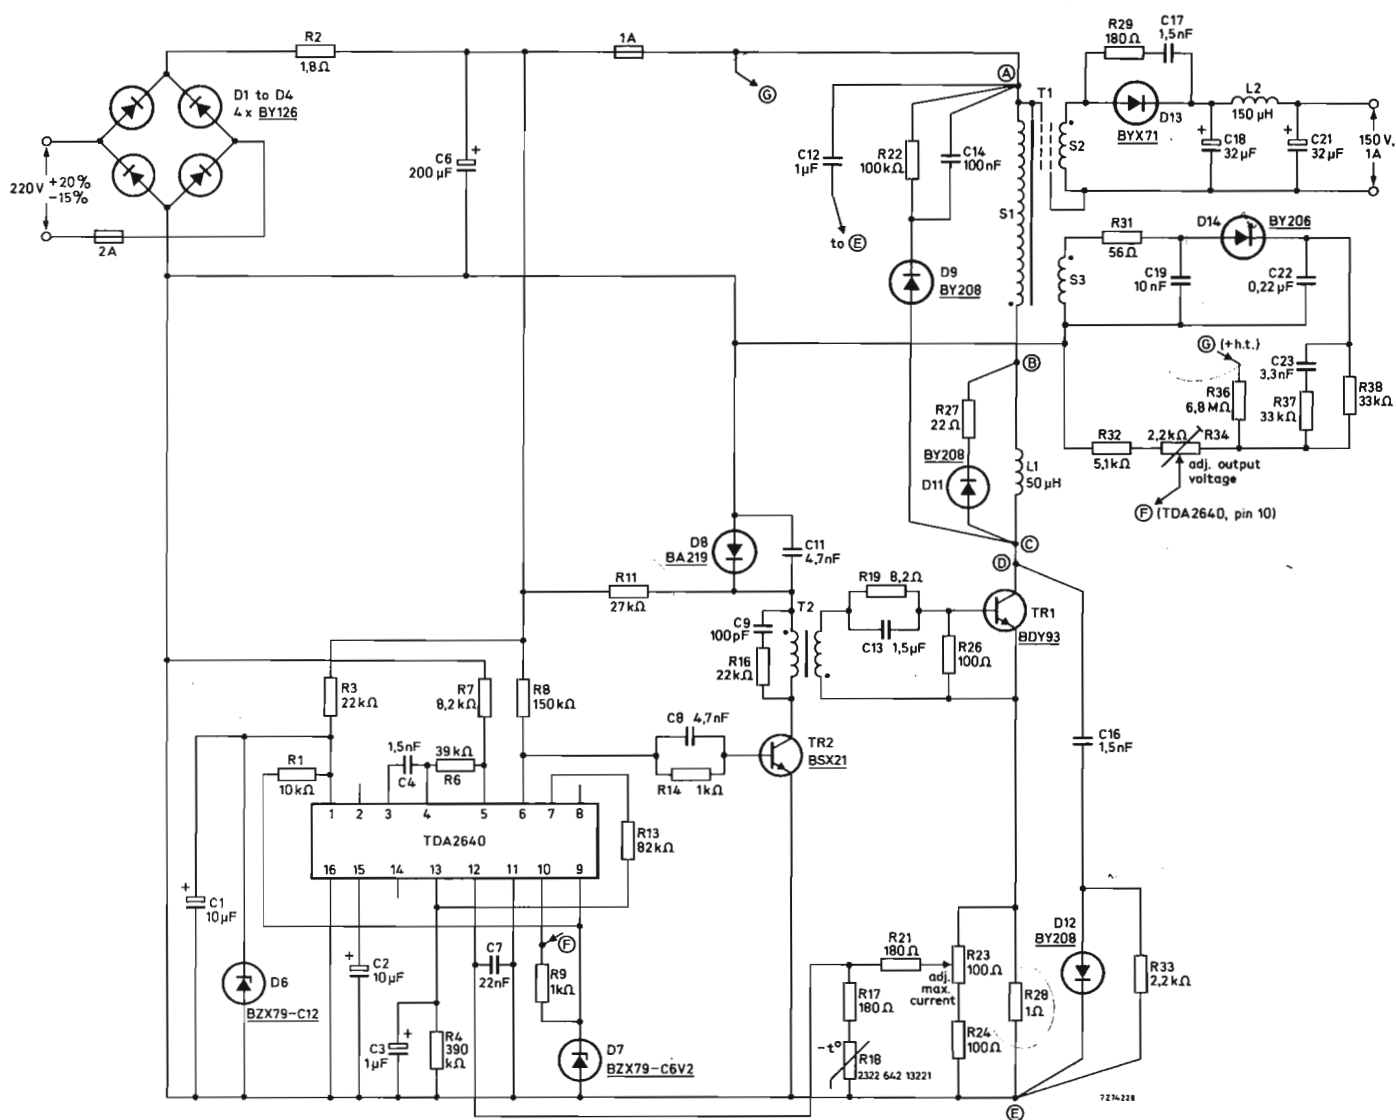 R2
1,8Ω
1A
G
D1 to D4
4 x BY126
220V +20%
-15%
2A
C6
200 µF
+
A
T1
C12
1µF
to E
R22
100kΩ
C14
100nF
S1
D9
BY208
R29
180Ω
C17
1,5nF
D13
BYX71
L2
150 µH
C18
32µF
+
C21
32µF
+
150 V,
1A
S2
S3
R31
56Ω
D14
BY206
C19
10nF
C22
0,22µF
G (+h.t.)
R36
6,8MΩ
C23
3,3nF
R37
33kΩ
R38
33kΩ
R32
5,1kΩ
2,2kΩ
R34
adj. output
voltage
F (TDA2640, pin 10)
B
R27
22Ω
BY208
D11
L1
50µH
C
D
D8
BA219
C11
4,7nF
R11
27kΩ
T2
C9
100pF
R16
22kΩ
R19 8,2Ω
C13 1,5µF
R26
100Ω
TR1
BDY93
R3
22kΩ
R7
8,2kΩ
R8
150kΩ
C8 4,7nF
R14 1kΩ
TR2
BSX21
C16
1,5nF
R1
10kΩ
1,5nF
C4
39kΩ
R6
1 2 3 4 5 6 7 8
TDA2640
16 15 14 13 12 11 10 9
R13
82kΩ
+
C1
10µF
D6
BZX79-C12
+
C2
10µF
+
C3
1µF
R4
390
kΩ
C7
22nF
F
R9
1kΩ
D7
BZX79-C6V2
R21
180Ω
R17
180Ω
-t°
R18
2322 642 13221
R23
100Ω
adj.
max.
current
R24
100Ω
R28
1Ω
D12
BY208
R33
2,2kΩ
E
7Z74228